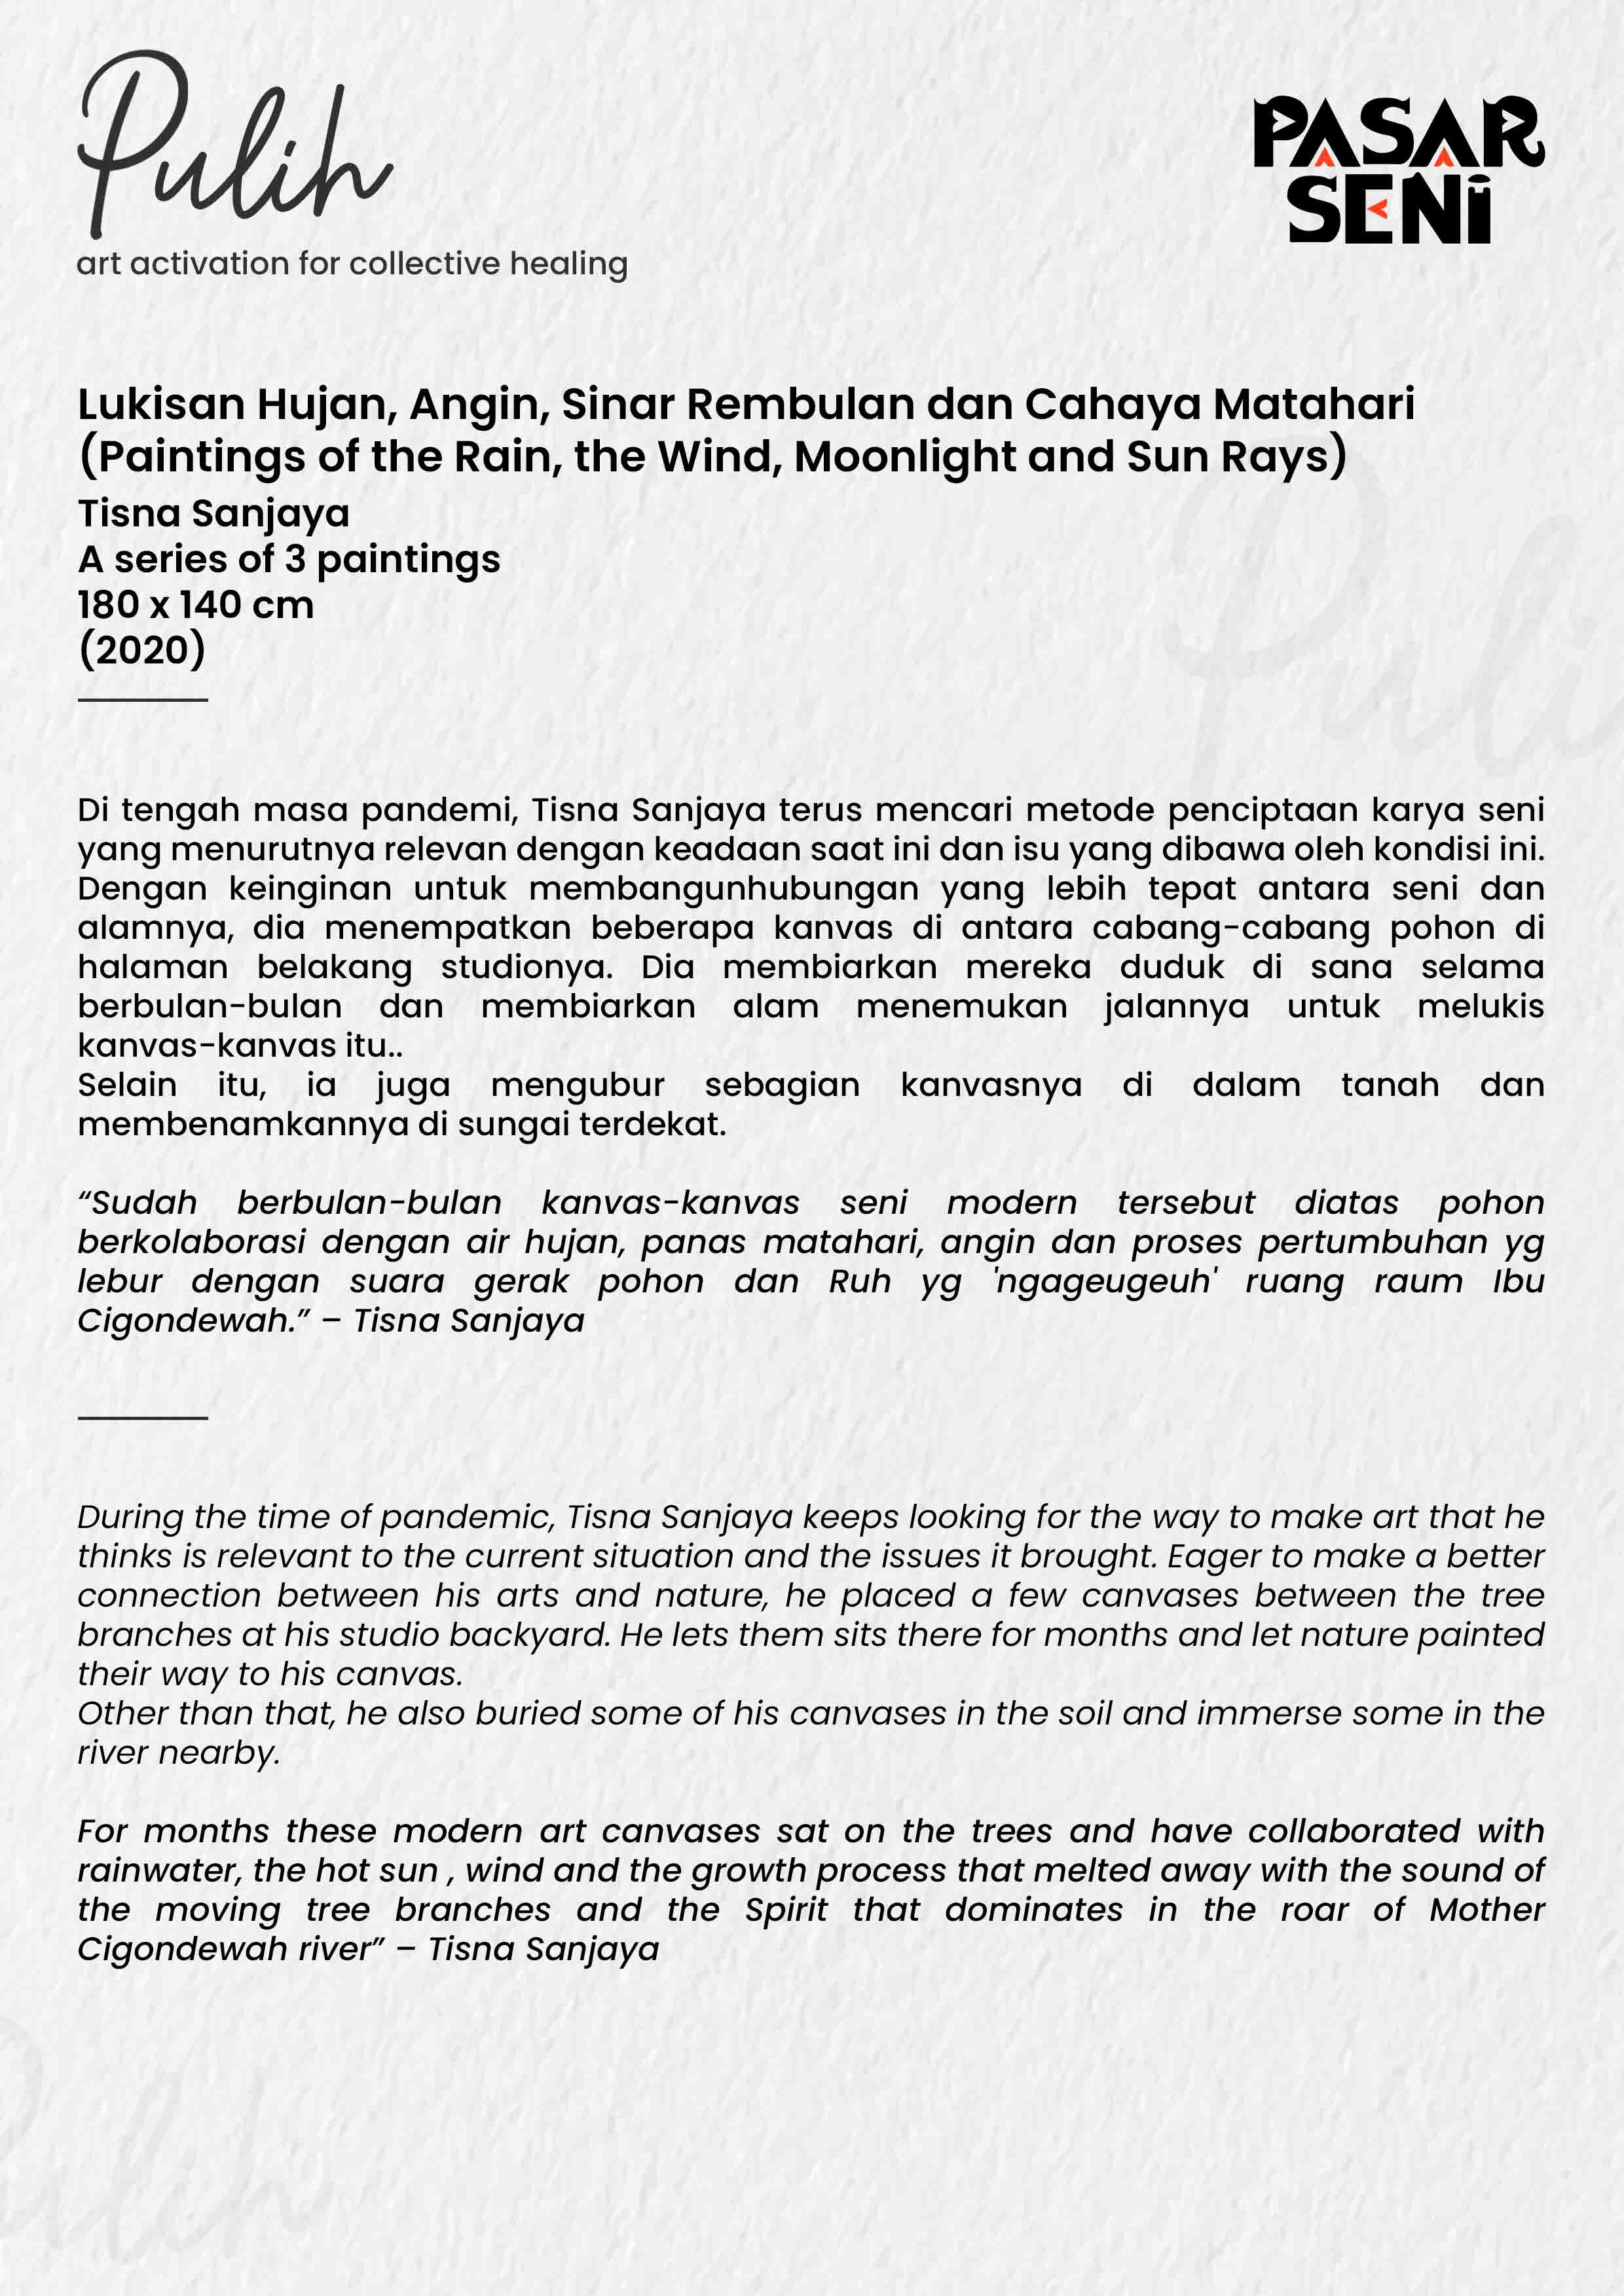 Pulih
art activation for collective healing
PASAR
SENI
Lukisan Hujan, Angin, Sinar Rembulan dan Cahaya Matahari
(Paintings of the Rain, the Wind, Moonlight and Sun Rays)
Tisna Sanjaya
A series of 3 paintings
180 x 140 cm
(2020)
Di tengah masa pandemi, Tisna Sanjaya terus mencari metode penciptaan karya seni
yang menurutnya relevan dengan keadaan saat ini dan isu yang dibawa oleh kondisi ini.
Dengan keinginan untuk membangunhubungan yang lebih tepat antara seni dan
alamnya, dia menempatkan beberapa kanvas di antara cabang-cabang pohon di
halaman belakang studionya. Dia membiarkan mereka duduk di sana selama
berbulan-bulan dan membiarkan alam menemukan jalannya untuk melukis
kanvas-kanvas itu..
Selain itu, ia juga mengubur sebagian kanvasnya di dalam tanah dan
membenamkannya di sungai terdekat.
“Sudah berbulan-bulan kanvas-kanvas seni modern tersebut diatas pohon
berkolaborasi dengan air hujan, panas matahari, angin dan proses pertumbuhan yg
lebur dengan suara gerak pohon dan Ruh yg 'ngageugeuh' ruang raum Ibu
Cigondewah.” – Tisna Sanjaya
During the time of pandemic, Tisna Sanjaya keeps looking for the way to make art that he
thinks is relevant to the current situation and the issues it brought. Eager to make a better
connection between his arts and nature, he placed a few canvases between the tree
branches at his studio backyard. He lets them sits there for months and let nature painted
their way to his canvas.
Other than that, he also buried some of his canvases in the soil and immerse some in the
river nearby.
For months these modern art canvases sat on the trees and have collaborated with
rainwater, the hot sun , wind and the growth process that melted away with the sound of
the moving tree branches and the Spirit that dominates in the roar of Mother
Cigondewah river” – Tisna Sanjaya